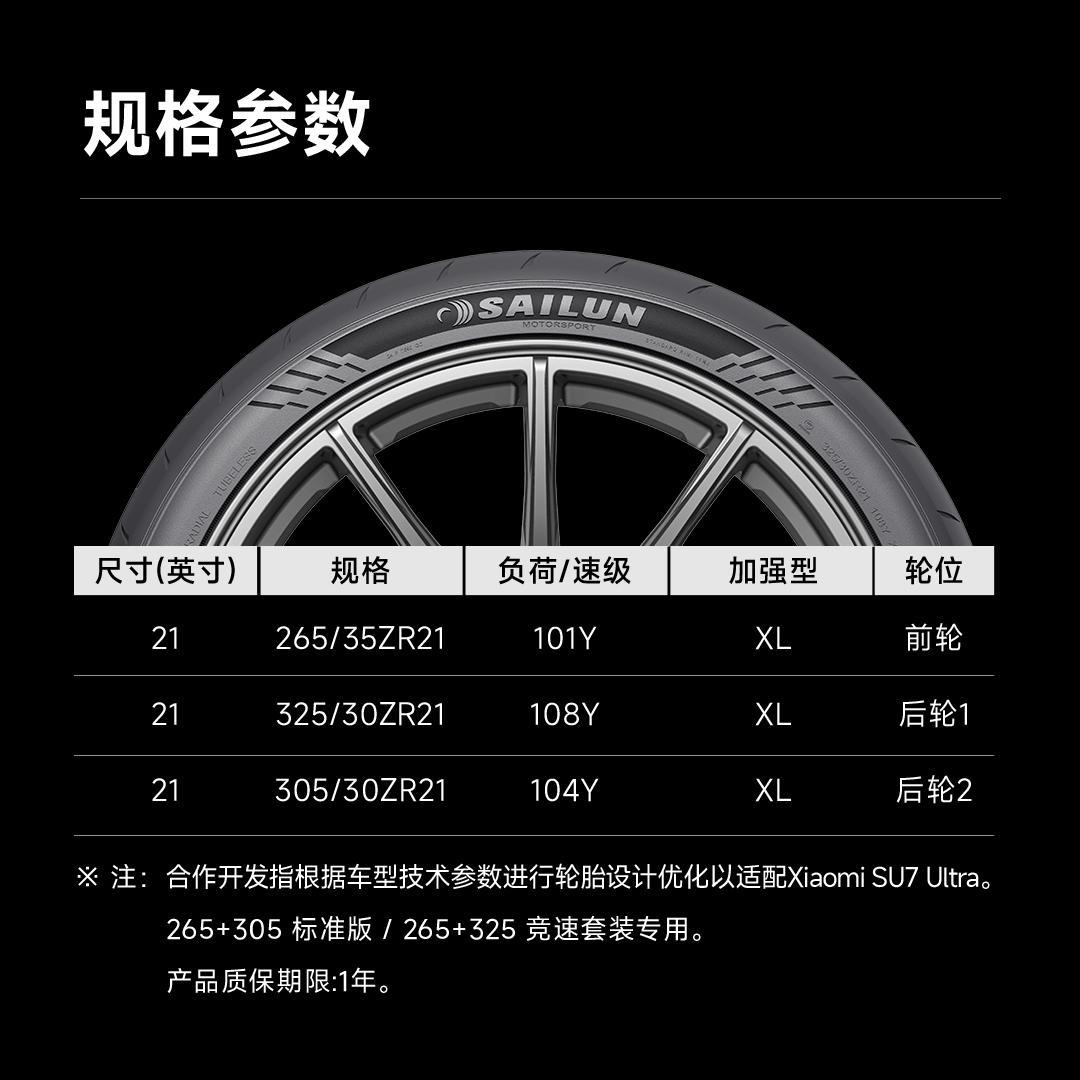 规格参数
SAILUN
MOTORSPORT
TUBELESS
RADIAL
325/30ZR21 108Y
尺寸(英寸) 规格 负荷/速级 加强型 轮位
21 265/35ZR21 101Y XL 前轮
21 325/30ZR21 108Y XL 后轮1
21 305/30ZR21 104Y XL 后轮2
※ 注：合作开发指根据车型技术参数进行轮胎设计优化以适配Xiaomi SU7 Ultra。
265+305 标准版 / 265+325 竞速套装专用。
产品质保期限:1年。